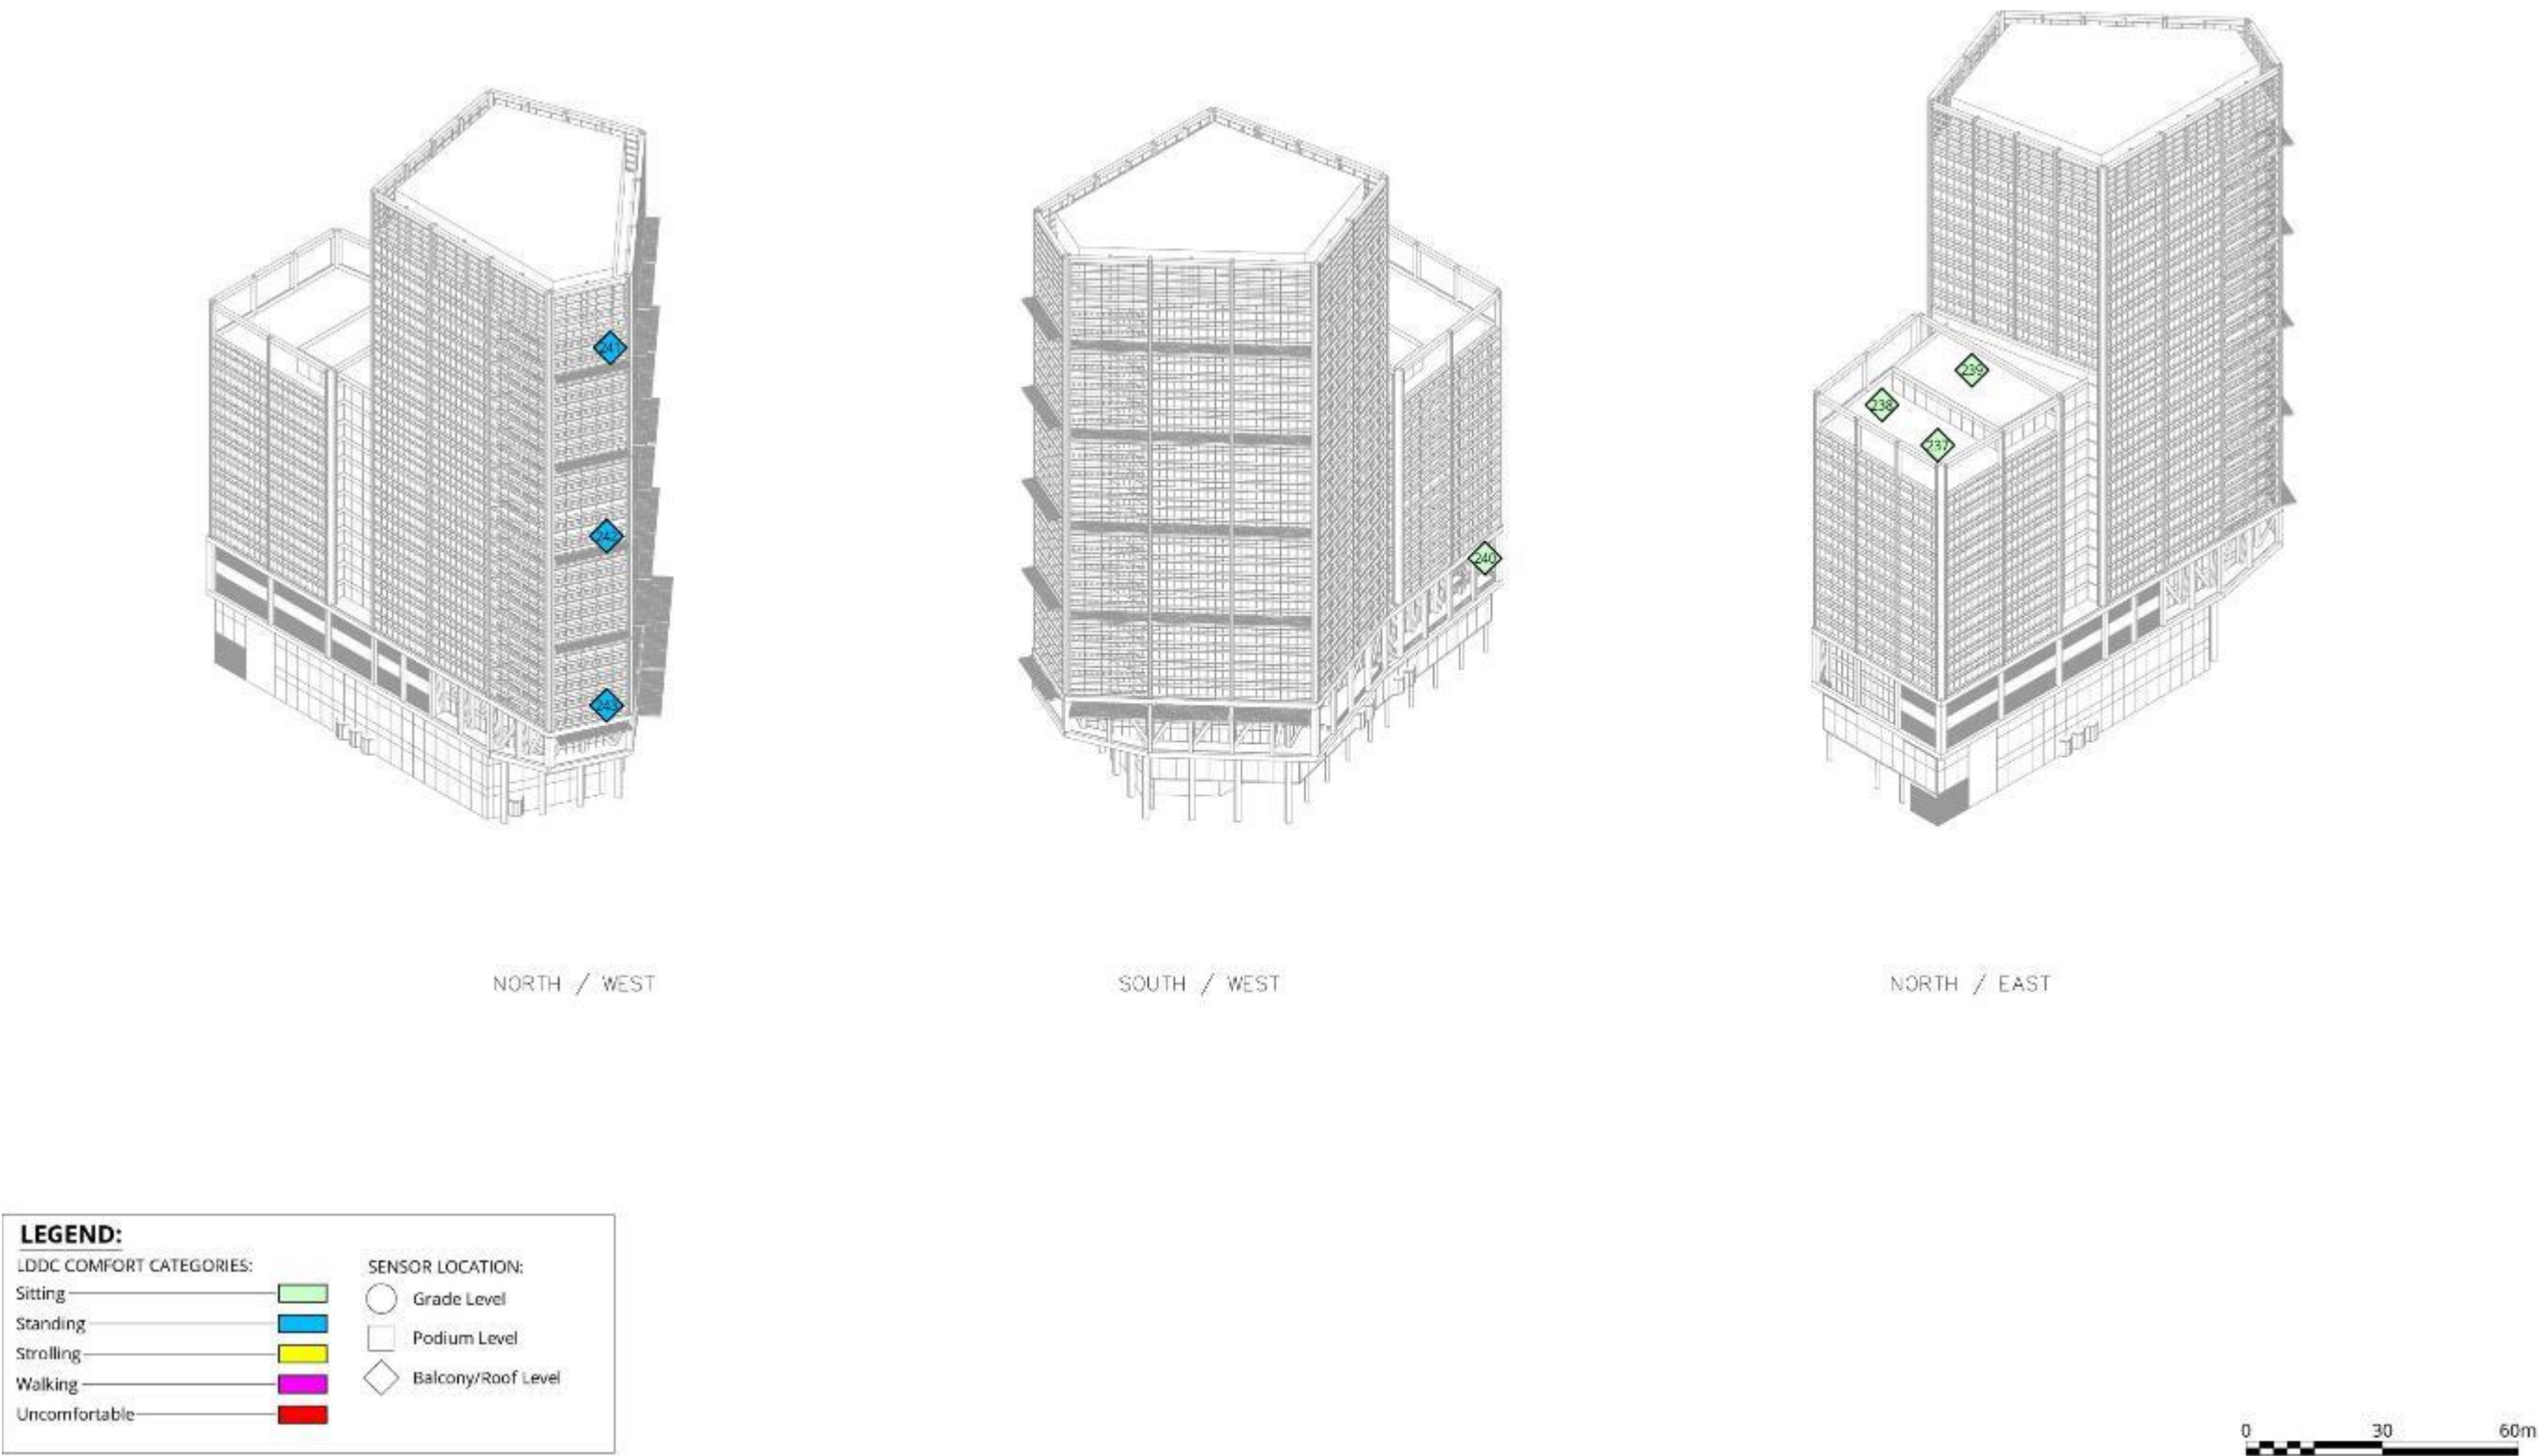 241
242
243
240
239
238
237
NORTH / WEST
SOUTH / WEST
NORTH / EAST
LEGEND:
LDDC COMFORT CATEGORIES:
Sitting
Standing
Strolling
Walking
Uncomfortable
SENSOR LOCATION:
Grade Level
Podium Level
Balcony/Roof Level
0 30 60m